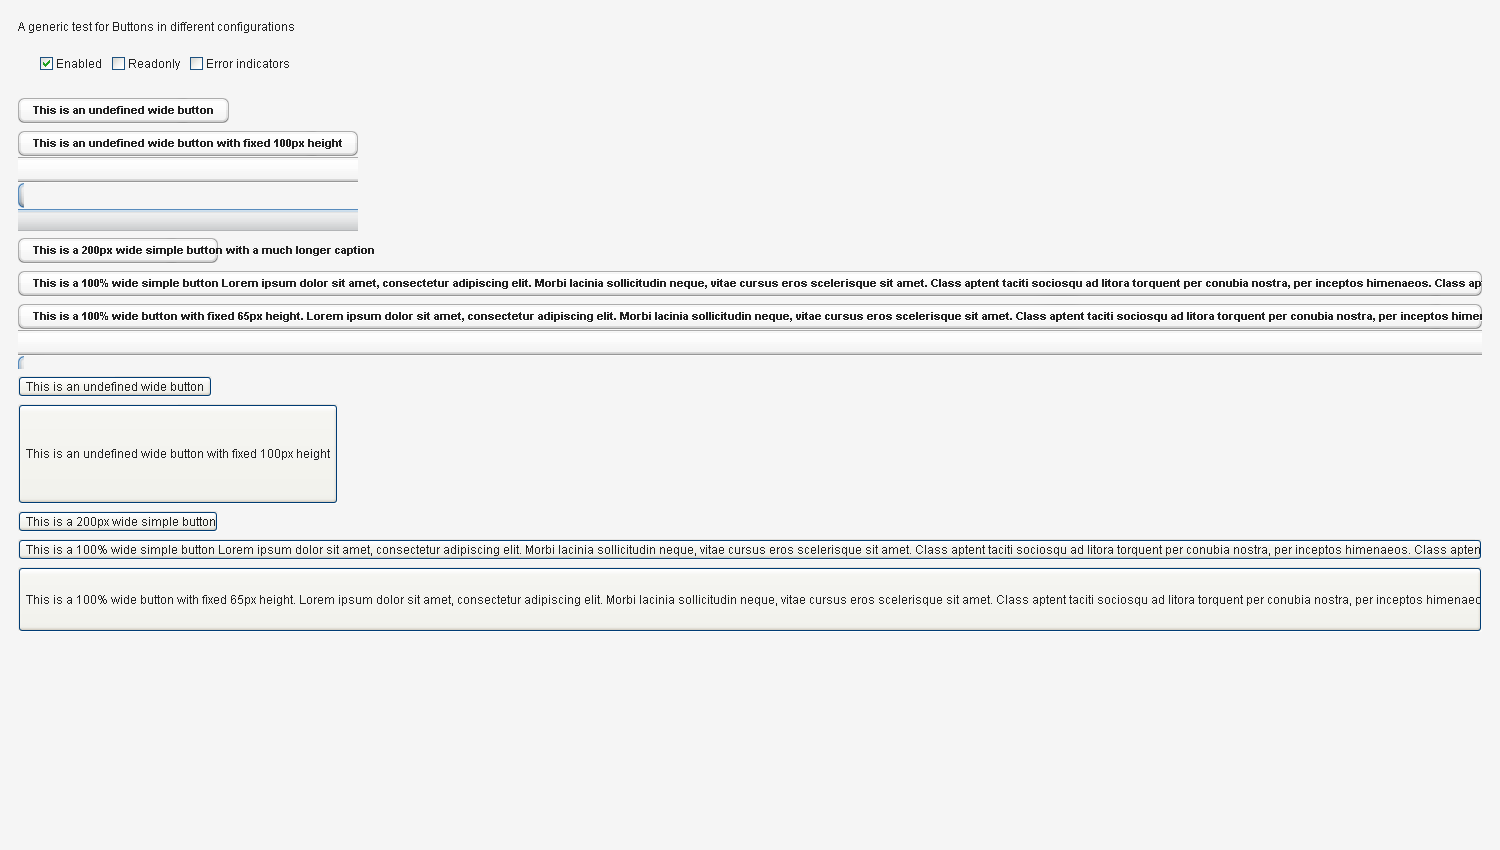 A generic test for Buttons in different configurations
Enabled Readonly Error indicators
This is an undefined wide button
This is an undefined wide button with fixed 100px height
This is a 200px wide simple button with a much longer caption
This is a 100% wide simple button Lorem ipsum dolor sit amet, consectetur adipiscing elit. Morbi lacinia sollicitudin neque, vitae cursus eros scelerisque sit amet. Class aptent taciti sociosqu ad litora torquent per conubia nostra, per inceptos himenaeos. Class ap
This is a 100% wide button with fixed 65px height. Lorem ipsum dolor sit amet, consectetur adipiscing elit. Morbi lacinia sollicitudin neque, vitae cursus eros scelerisque sit amet. Class aptent taciti sociosqu ad litora torquent per conubia nostra, per inceptos himen
This is an undefined wide button
This is an undefined wide button with fixed 100px height
This is a 200px wide simple button
This is a 100% wide simple button Lorem ipsum dolor sit amet, consectetur adipiscing elit. Morbi lacinia sollicitudin neque, vitae cursus eros scelerisque sit amet. Class aptent taciti sociosqu ad litora torquent per conubia nostra, per inceptos himenaeos. Class apten
This is a 100% wide button with fixed 65px height. Lorem ipsum dolor sit amet, consectetur adipiscing elit. Morbi lacinia sollicitudin neque, vitae cursus eros scelerisque sit amet. Class aptent taciti sociosqu ad litora torquent per conubia nostra, per inceptos himenaeo